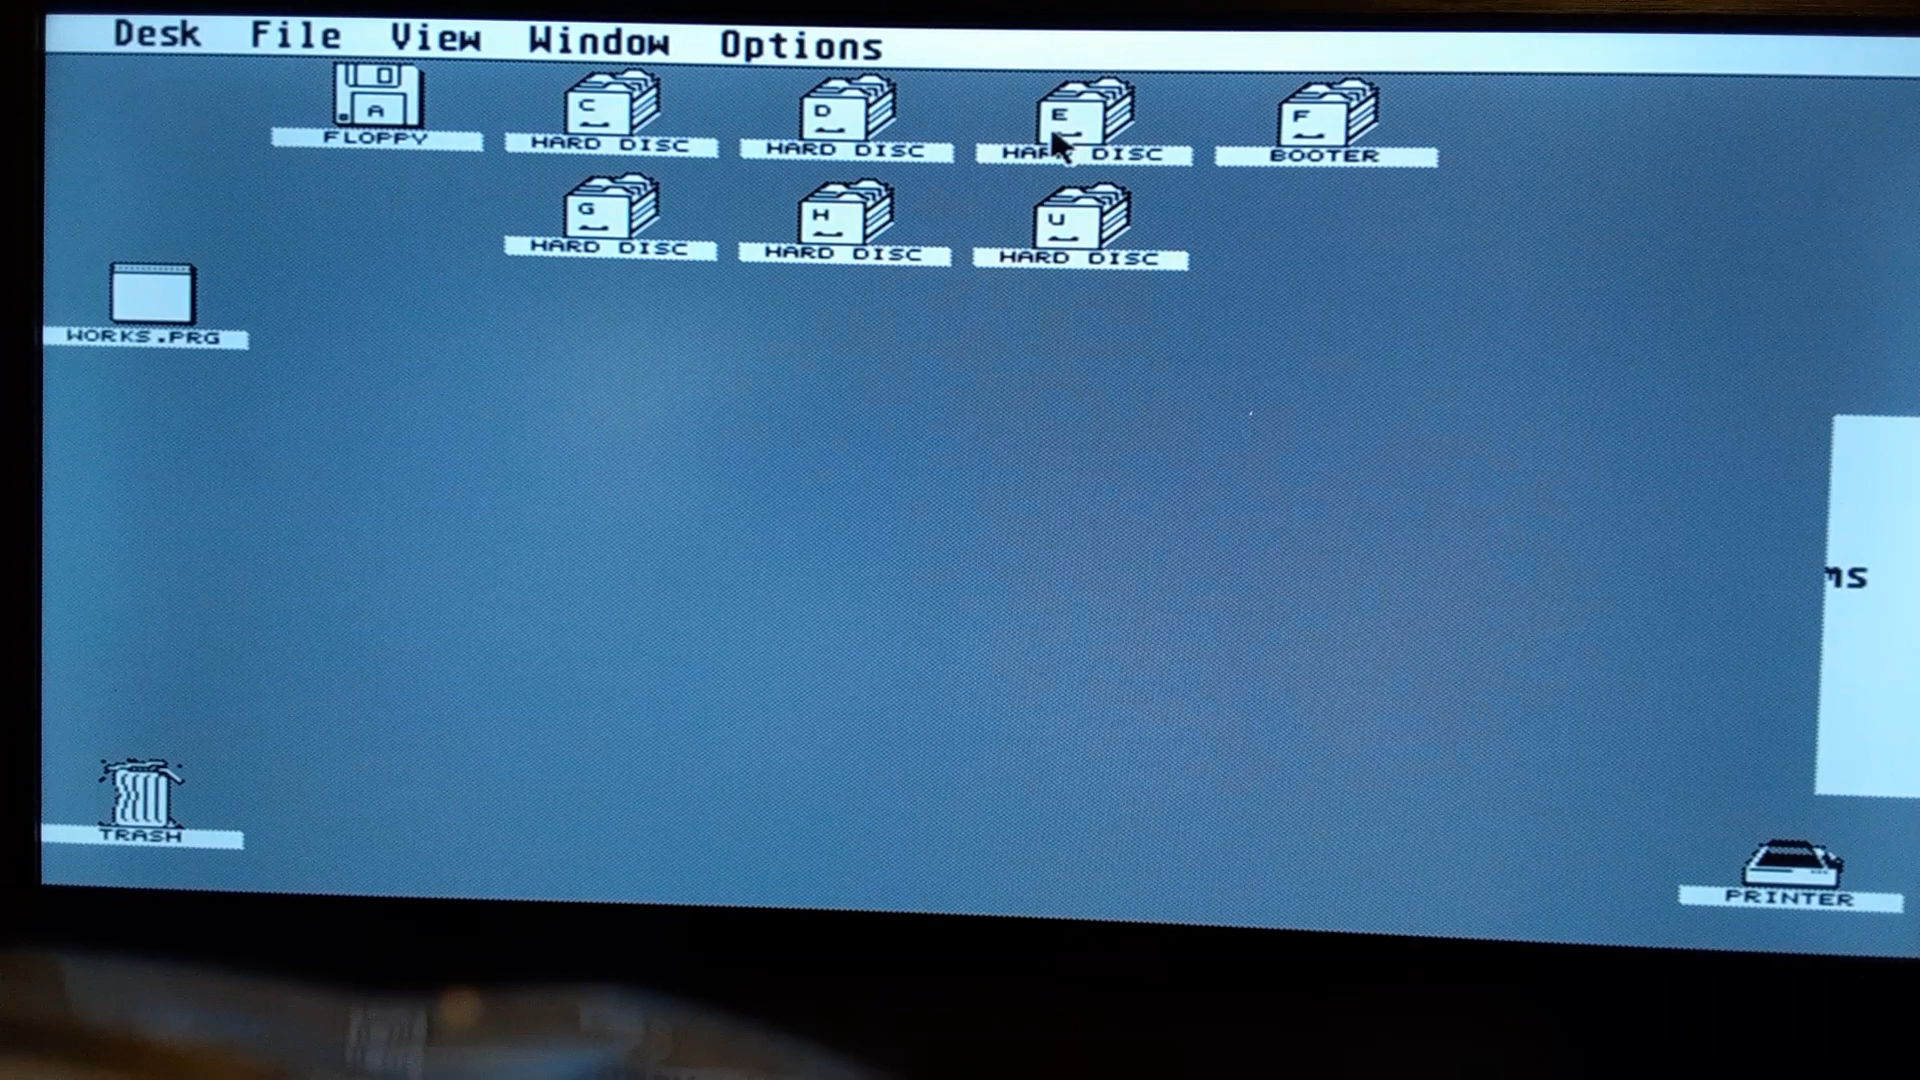 Desk File View Window Options
A
FLOPPY
C
HARD DISC
D
HARD DISC
E
HARD DISC
F
BOOTER
G
HARD DISC
H
HARD DISC
U
HARD DISC
WORKS.PRG
ms
TRASH
PRINTER